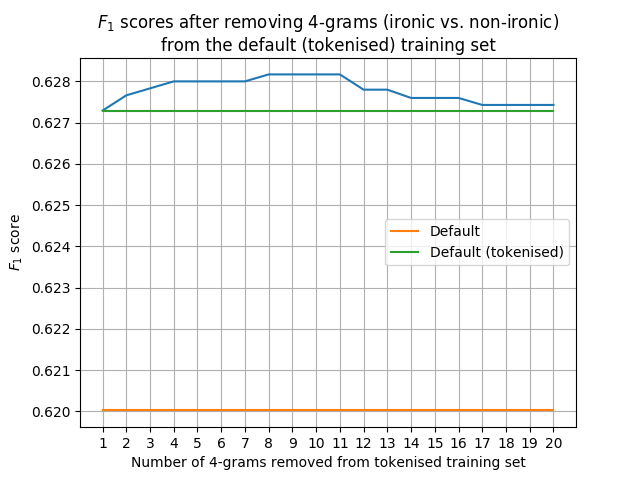 F₁ scores after removing 4-grams (ironic vs. non-ironic)
from the default (tokenised) training set
0.628
0.627
0.626
0.625
0.624
0.623
0.622
0.621
0.620
F₁ score
Default
Default (tokenised)
1 2 3 4 5 6 7 8 9 10 11 12 13 14 15 16 17 18 19 20
Number of 4-grams removed from tokenised training set